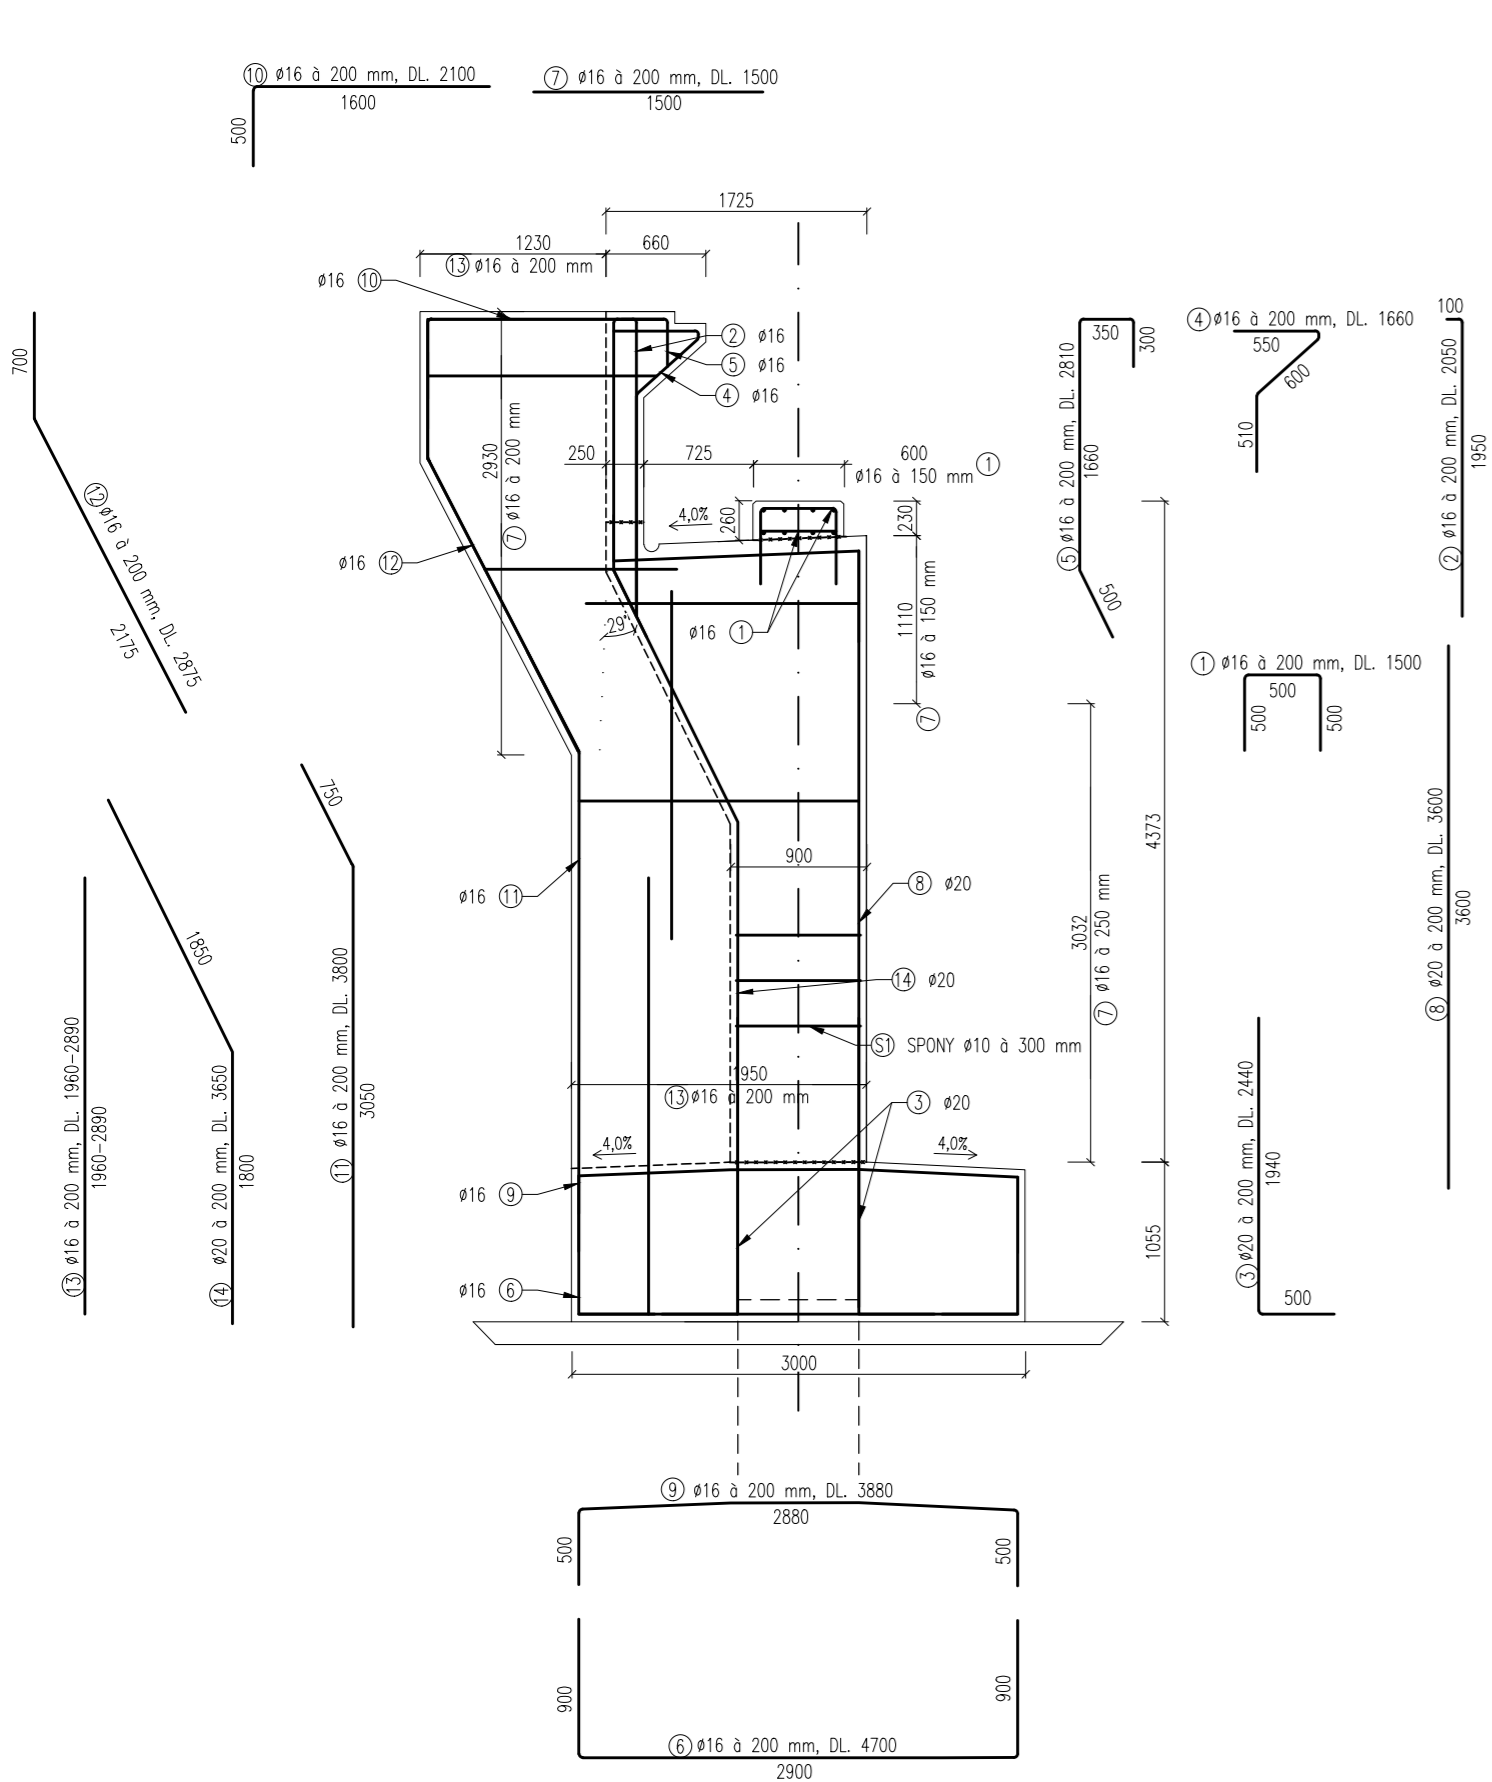 10 ø16 à 200 mm, DL. 2100
1600
500
7 ø16 à 200 mm, DL. 1500
1500
1725
1230
660
13 ø16 à 200 mm
ø16 10
2 ø16
5 ø16
4 ø16
700
12 ø16 à 200 mm, DL. 2875
2175
2930
7 ø16 à 200 mm
250
725
600
ø16 à 150 mm 1
4,0%
260
230
ø16 12
29°
ø16 1
1110
ø16 à 150 mm
7
350
300
5 ø16 à 200 mm, DL. 2810
1660
500
4 ø16 à 200 mm, DL. 1660
550
600
510
100
2 ø16 à 200 mm, DL. 2050
1950
1 ø16 à 200 mm, DL. 1500
500
500
500
4373
3032
7 ø16 à 250 mm
8 ø20 à 200 mm, DL. 3600
3600
750
11 ø16 à 200 mm, DL. 3800
3050
1850
14 ø20 à 200 mm, DL. 3650
1800
13 ø16 à 200 mm, DL. 1960-2890
1960-2890
900
ø16 11
8 ø20
14 ø20
S1 SPONY ø10 à 300 mm
1950
13 ø16 à 200 mm
3 ø20
4,0%
4,0%
ø16 9
ø16 6
1055
3 ø20 à 200 mm, DL. 2440
1940
500
3000
9 ø16 à 200 mm, DL. 3880
2880
500
500
900
900
6 ø16 à 200 mm, DL. 4700
2900